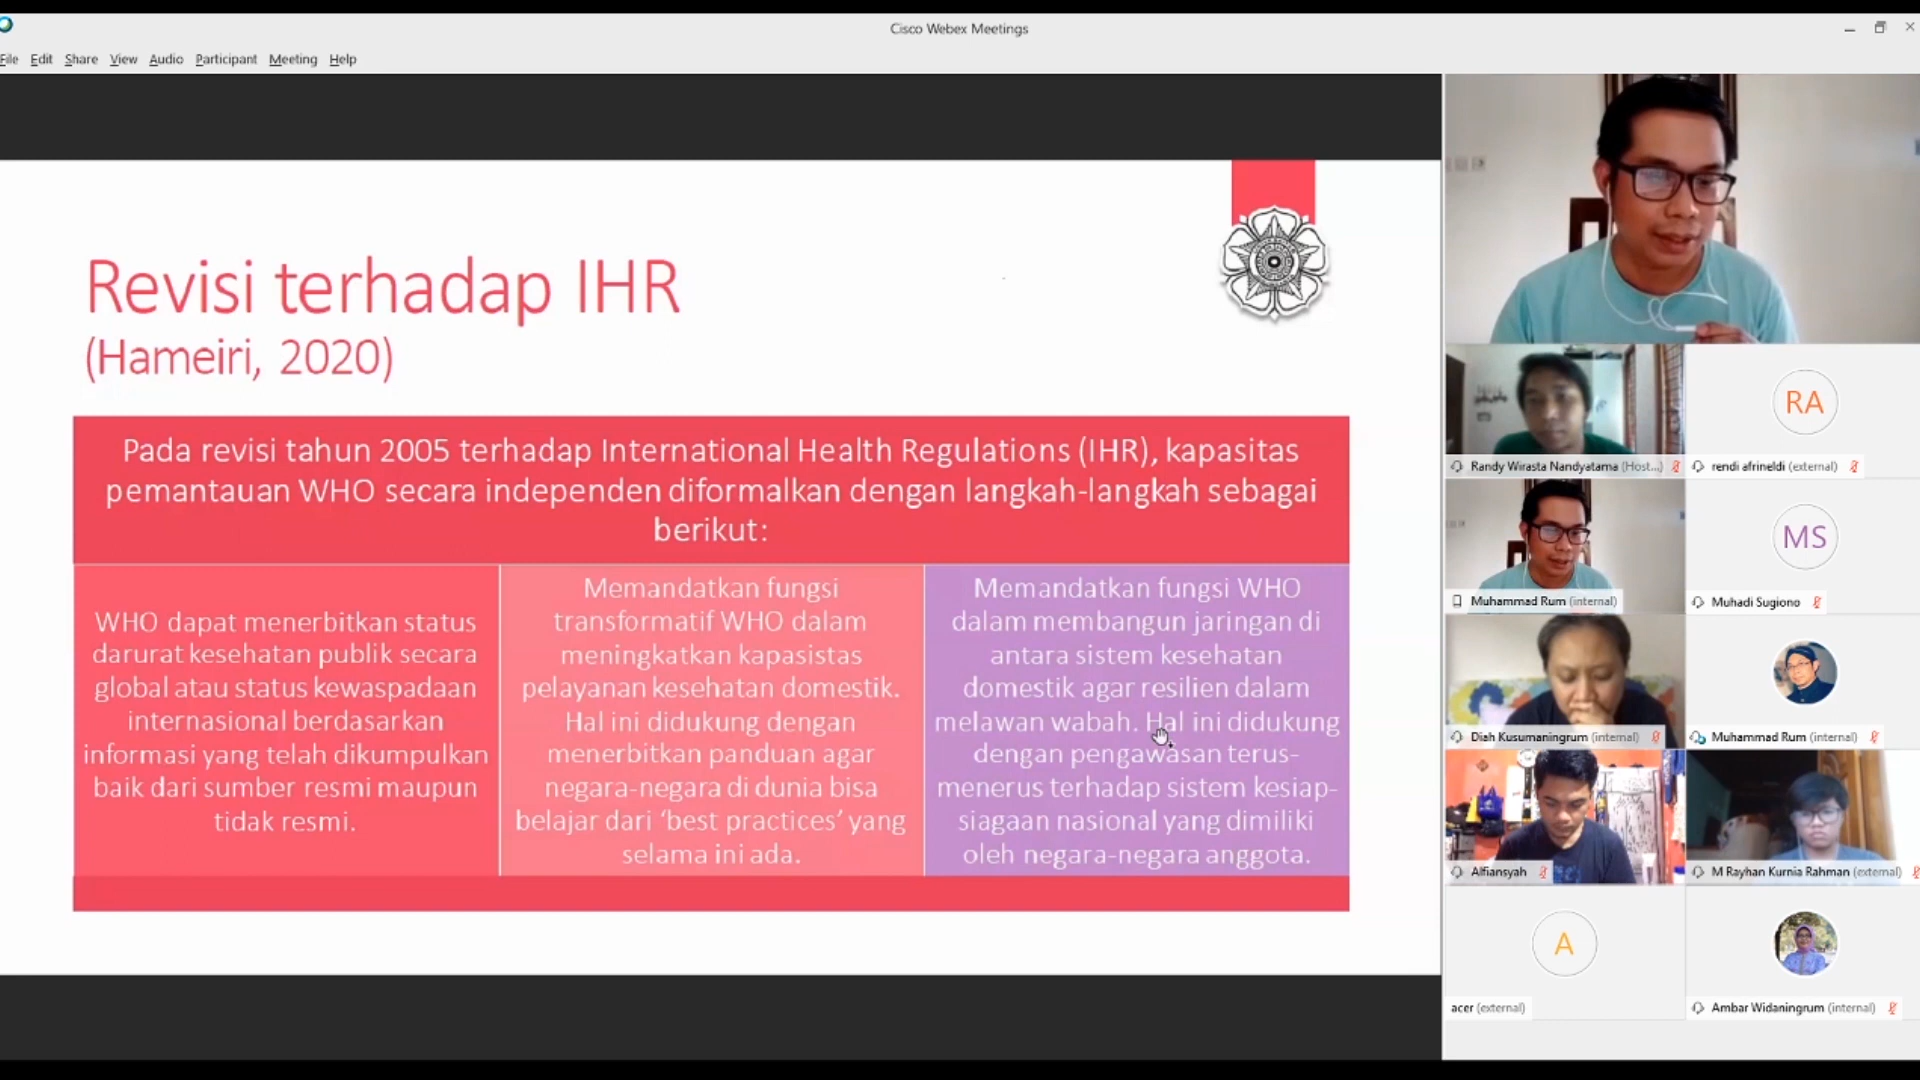 Cisco Webex Meetings
File Edit Share View Audio Participant Meeting Help
Revisi terhadap IHR
(Hameiri, 2020)
Pada revisi tahun 2005 terhadap International Health Regulations (IHR), kapasitas
pemantauan WHO secara independen diformalkan dengan langkah-langkah sebagai
berikut:
WHO dapat menerbitkan status
darurat kesehatan publik secara
global atau status kewaspadaan
internasional berdasarkan
informasi yang telah dikumpulkan
baik dari sumber resmi maupun
tidak resmi.
Memandatkan fungsi
transformatif WHO dalam
meningkatkan kapasistas
pelayanan kesehatan domestik.
Hal ini didukung dengan
menerbitkan panduan agar
negara-negara di dunia bisa
belajar dari ‘best practices’ yang
selama ini ada.
Memandatkan fungsi WHO
dalam membangun jaringan di
antara sistem kesehatan
domestik agar resilien dalam
melawan wabah. Hal ini didukung
dengan pengawasan terus-
menerus terhadap sistem kesiap-
siagaan nasional yang dimiliki
oleh negara-negara anggota.
RA
Randy Wirasta Nandyatama (Host...)
rendi afrineldi (external)
MS
Muhammad Rum (internal)
Muhadi Sugiono
Diah Kusumaningrum (internal)
Muhammad Rum (internal)
Alfiansyah
M Rayhan Kurnia Rahman (external)
A
acer (external)
Ambar Widaningrum (internal)